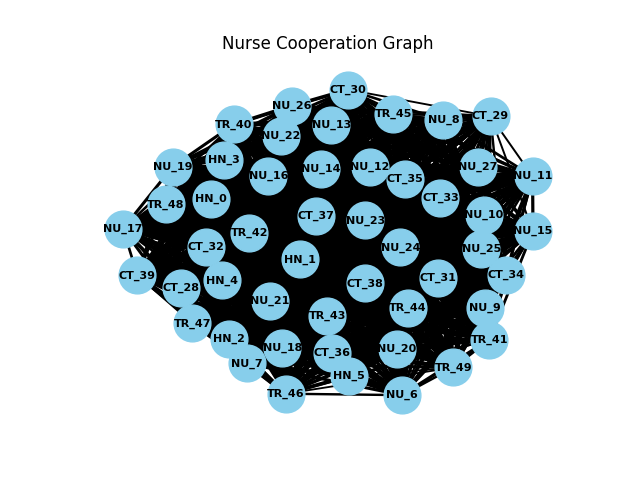 Nurse Cooperation Graph
CT_30
NU_26
TR_45
CT_29
NU_8
TR_40
NU_13
NU_22
HN_3
NU_19
NU_14
NU_12
NU_27
NU_16
CT_35
NU_11
HN_0
CT_33
TR_48
NU_10
CT_37
NU_23
NU_17
NU_15
TR_42
CT_32
NU_24
NU_25
HN_1
CT_39
CT_34
CT_31
HN_4
CT_38
CT_28
NU_21
TR_44
NU_9
TR_43
TR_47
HN_2
TR_41
NU_18
NU_20
CT_36
NU_7
TR_49
HN_5
TR_46
NU_6